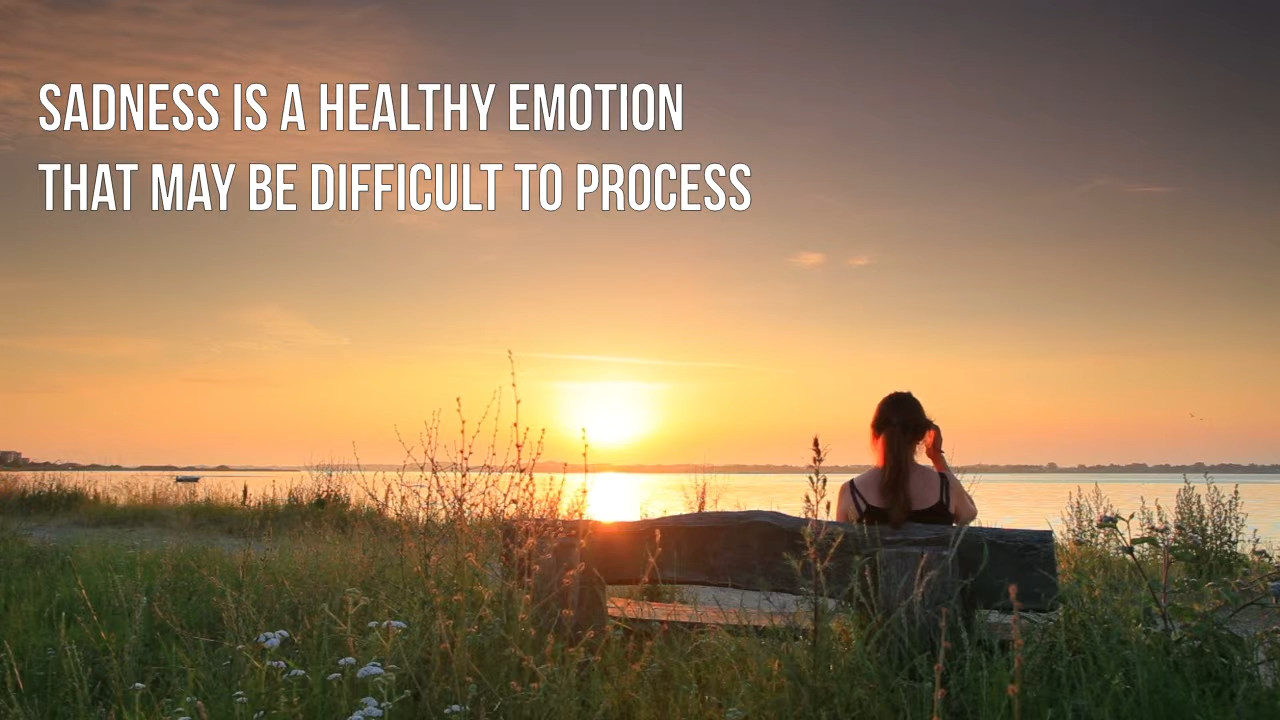 SADNESS IS A HEALTHY EMOTION
THAT MAY BE DIFFICULT TO PROCESS